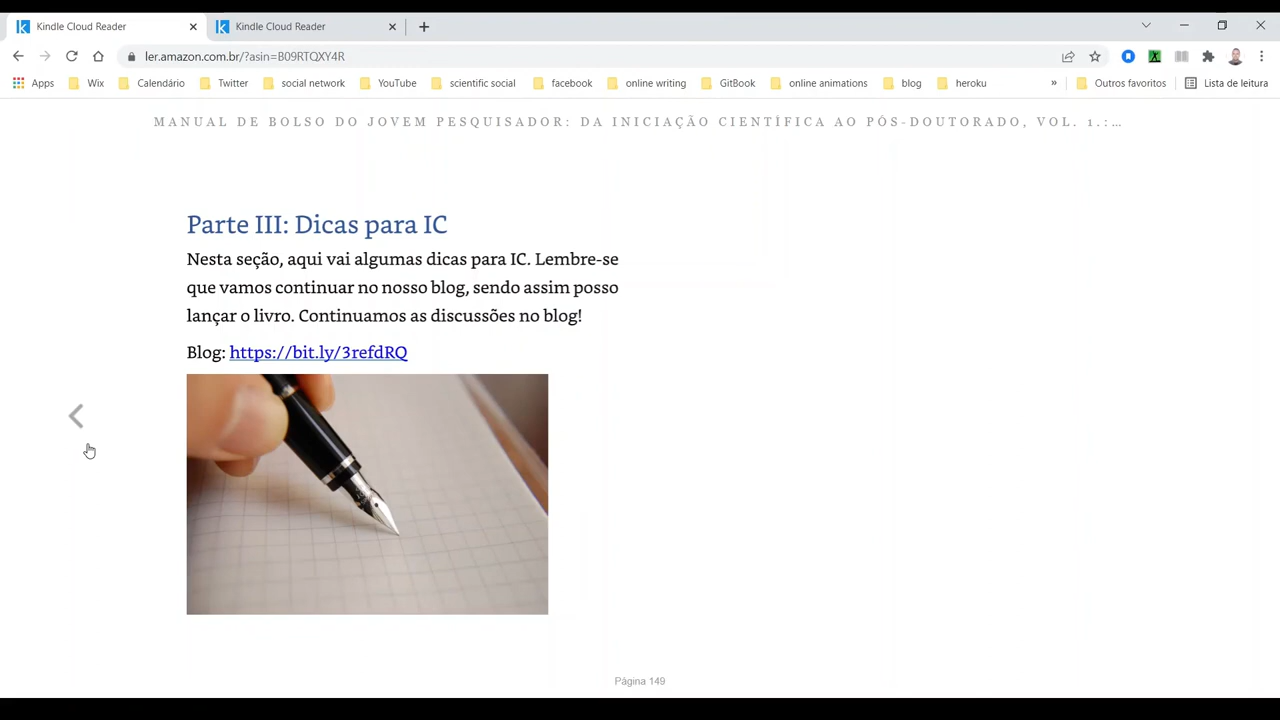 Kindle Cloud Reader
Kindle Cloud Reader
ler.amazon.com.br/?asin=B09RTQXY4R
Apps Wix Calendário Twitter social network YouTube scientific social facebook online writing GitBook online animations blog heroku » Outros favoritos Lista de leitura
MANUAL DE BOLSO DO JOVEM PESQUISADOR: DA INICIAÇÃO CIENTÍFICA AO PÓS-DOUTORADO, VOL. 1.:…
Parte III: Dicas para IC
Nesta seção, aqui vai algumas dicas para IC. Lembre-se
que vamos continuar no nosso blog, sendo assim posso
lançar o livro. Continuamos as discussões no blog!
Blog: https://bit.ly/3refdRQ
Página 149